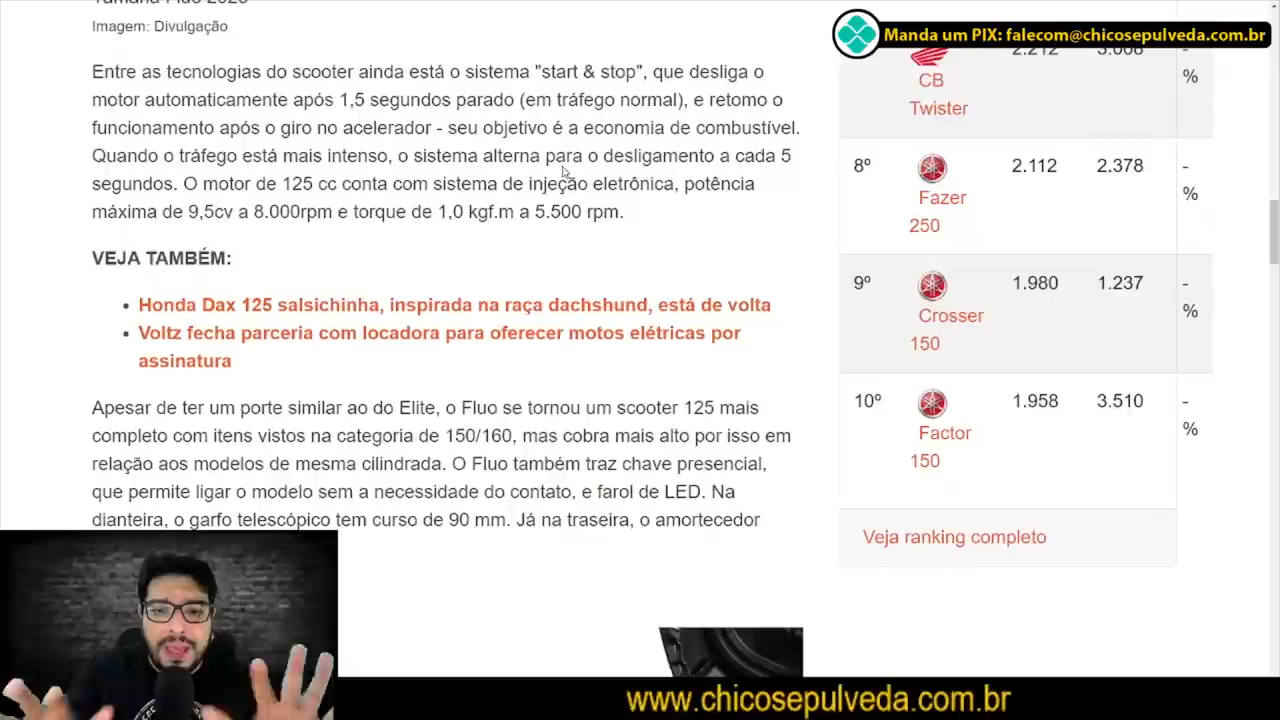 Imagem: Divulgação
Manda um PIX: falecom@chicosepulveda.com.br
Entre as tecnologias do scooter ainda está o sistema "start & stop", que desliga o
motor automaticamente após 1,5 segundos parado (em tráfego normal), e retomo o
funcionamento após o giro no acelerador - seu objetivo é a economia de combustível.
Quando o tráfego está mais intenso, o sistema alterna para o desligamento a cada 5
segundos. O motor de 125 cc conta com sistema de injeção eletrônica, potência
máxima de 9,5cv a 8.000rpm e torque de 1,0 kgf.m a 5.500 rpm.
VEJA TAMBÉM:
• Honda Dax 125 salsichinha, inspirada na raça dachshund, está de volta
• Voltz fecha parceria com locadora para oferecer motos elétricas por
assinatura
Apesar de ter um porte similar ao do Elite, o Fluo se tornou um scooter 125 mais
completo com itens vistos na categoria de 150/160, mas cobra mais alto por isso em
relação aos modelos de mesma cilindrada. O Fluo também traz chave presencial,
que permite ligar o modelo sem a necessidade do contato, e farol de LED. Na
dianteira, o garfo telescópico tem curso de 90 mm. Já na traseira, o amortecedor
CB
Twister
-
%
8º 2.112 2.378 -
%
Fazer
250
9º 1.980 1.237 -
%
Crosser
150
10º 1.958 3.510 -
%
Factor
150
Veja ranking completo
www.chicosepulveda.com.br